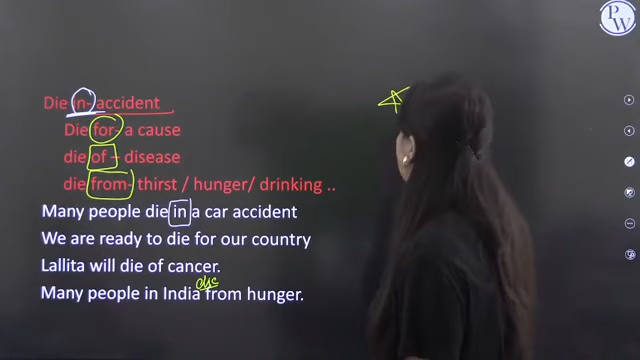 PW
Die in- accident
Die for- a cause
die of – disease
die from- thirst / hunger/ drinking ..
Many people die in a car accident
We are ready to die for our country
Lallita will die of cancer.
die
Many people in India from hunger.